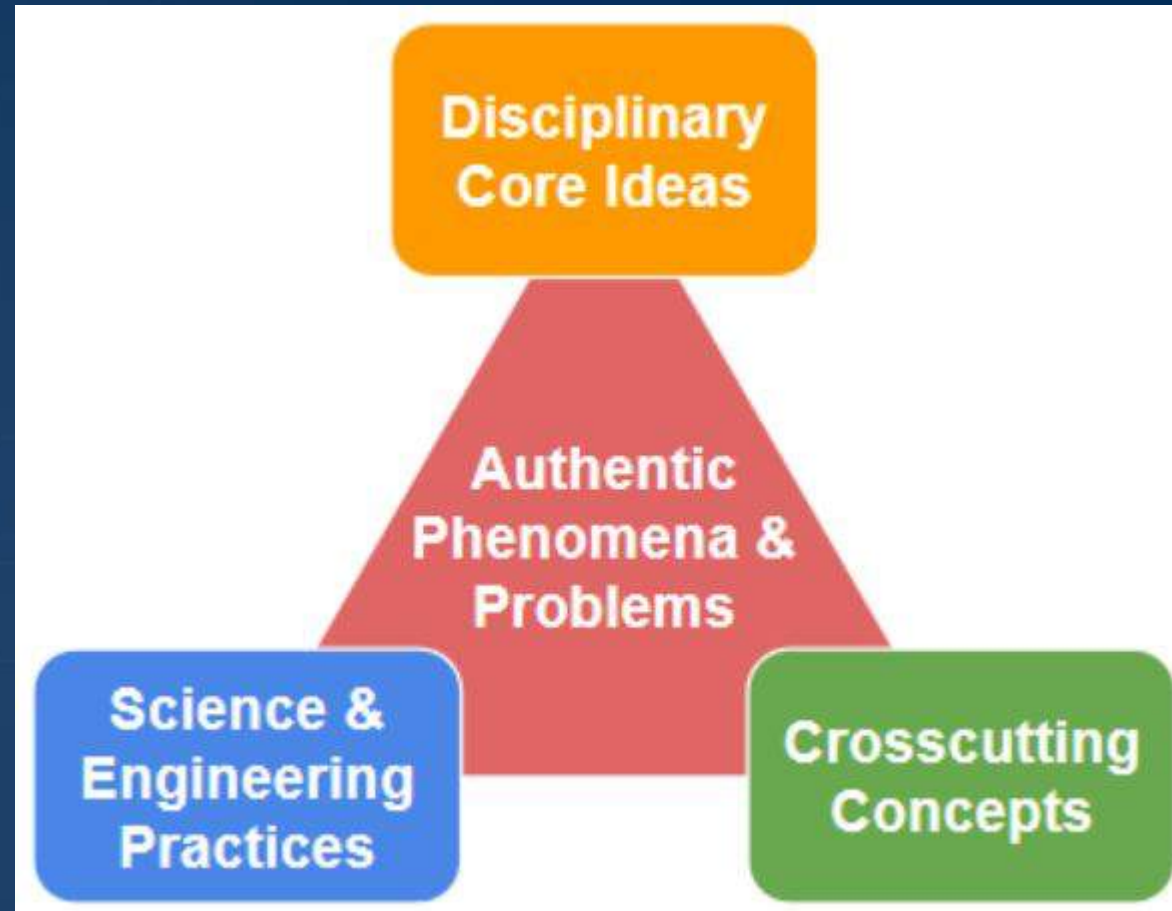 Disciplinary
Core Ideas
Authentic
Phenomena &
Problems
Science &
Engineering
Practices
Crosscutting
Concepts